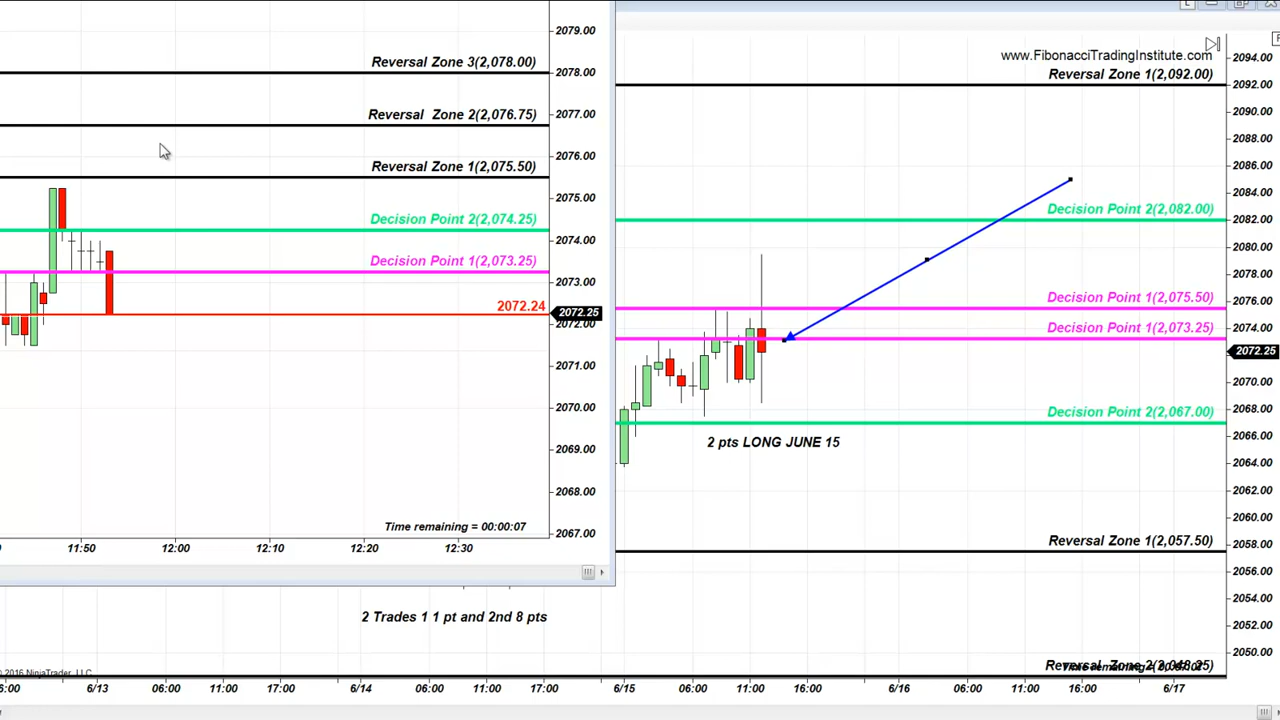 L
F
2079.00
Reversal Zone 3(2,078.00)
2078.00
Reversal Zone 2(2,076.75)
2077.00
2076.00
Reversal Zone 1(2,075.50)
2075.00
Decision Point 2(2,074.25)
2074.00
Decision Point 1(2,073.25)
2073.00
2072.24
2072.25
2072.00
2071.00
2070.00
2069.00
2068.00
Time remaining = 00:00:07
2067.00
11:50 12:00 12:10 12:20 12:30
www.FibonacciTradingInstitute.com
2094.00
Reversal Zone 1(2,092.00)
2092.00
2090.00
2088.00
2086.00
2084.00
Decision Point 2(2,082.00)
2082.00
2080.00
2078.00
2076.00
Decision Point 1(2,075.50)
2074.00
Decision Point 1(2,073.25)
2072.25
2070.00
2068.00
Decision Point 2(2,067.00)
2066.00
2 pts LONG JUNE 15
2064.00
2062.00
2060.00
2058.00
Reversal Zone 1(2,057.50)
2056.00
2054.00
2052.00
2050.00
2 Trades 1 1 pt and 2nd 8 pts
2016 NinjaTrader, LLC
Reversal Zone 2(2,048.25)
6/13 06:00 11:00 17:00 6/14 06:00 11:00 17:00 6/15 06:00 11:00 16:00 6/16 06:00 11:00 16:00 6/17